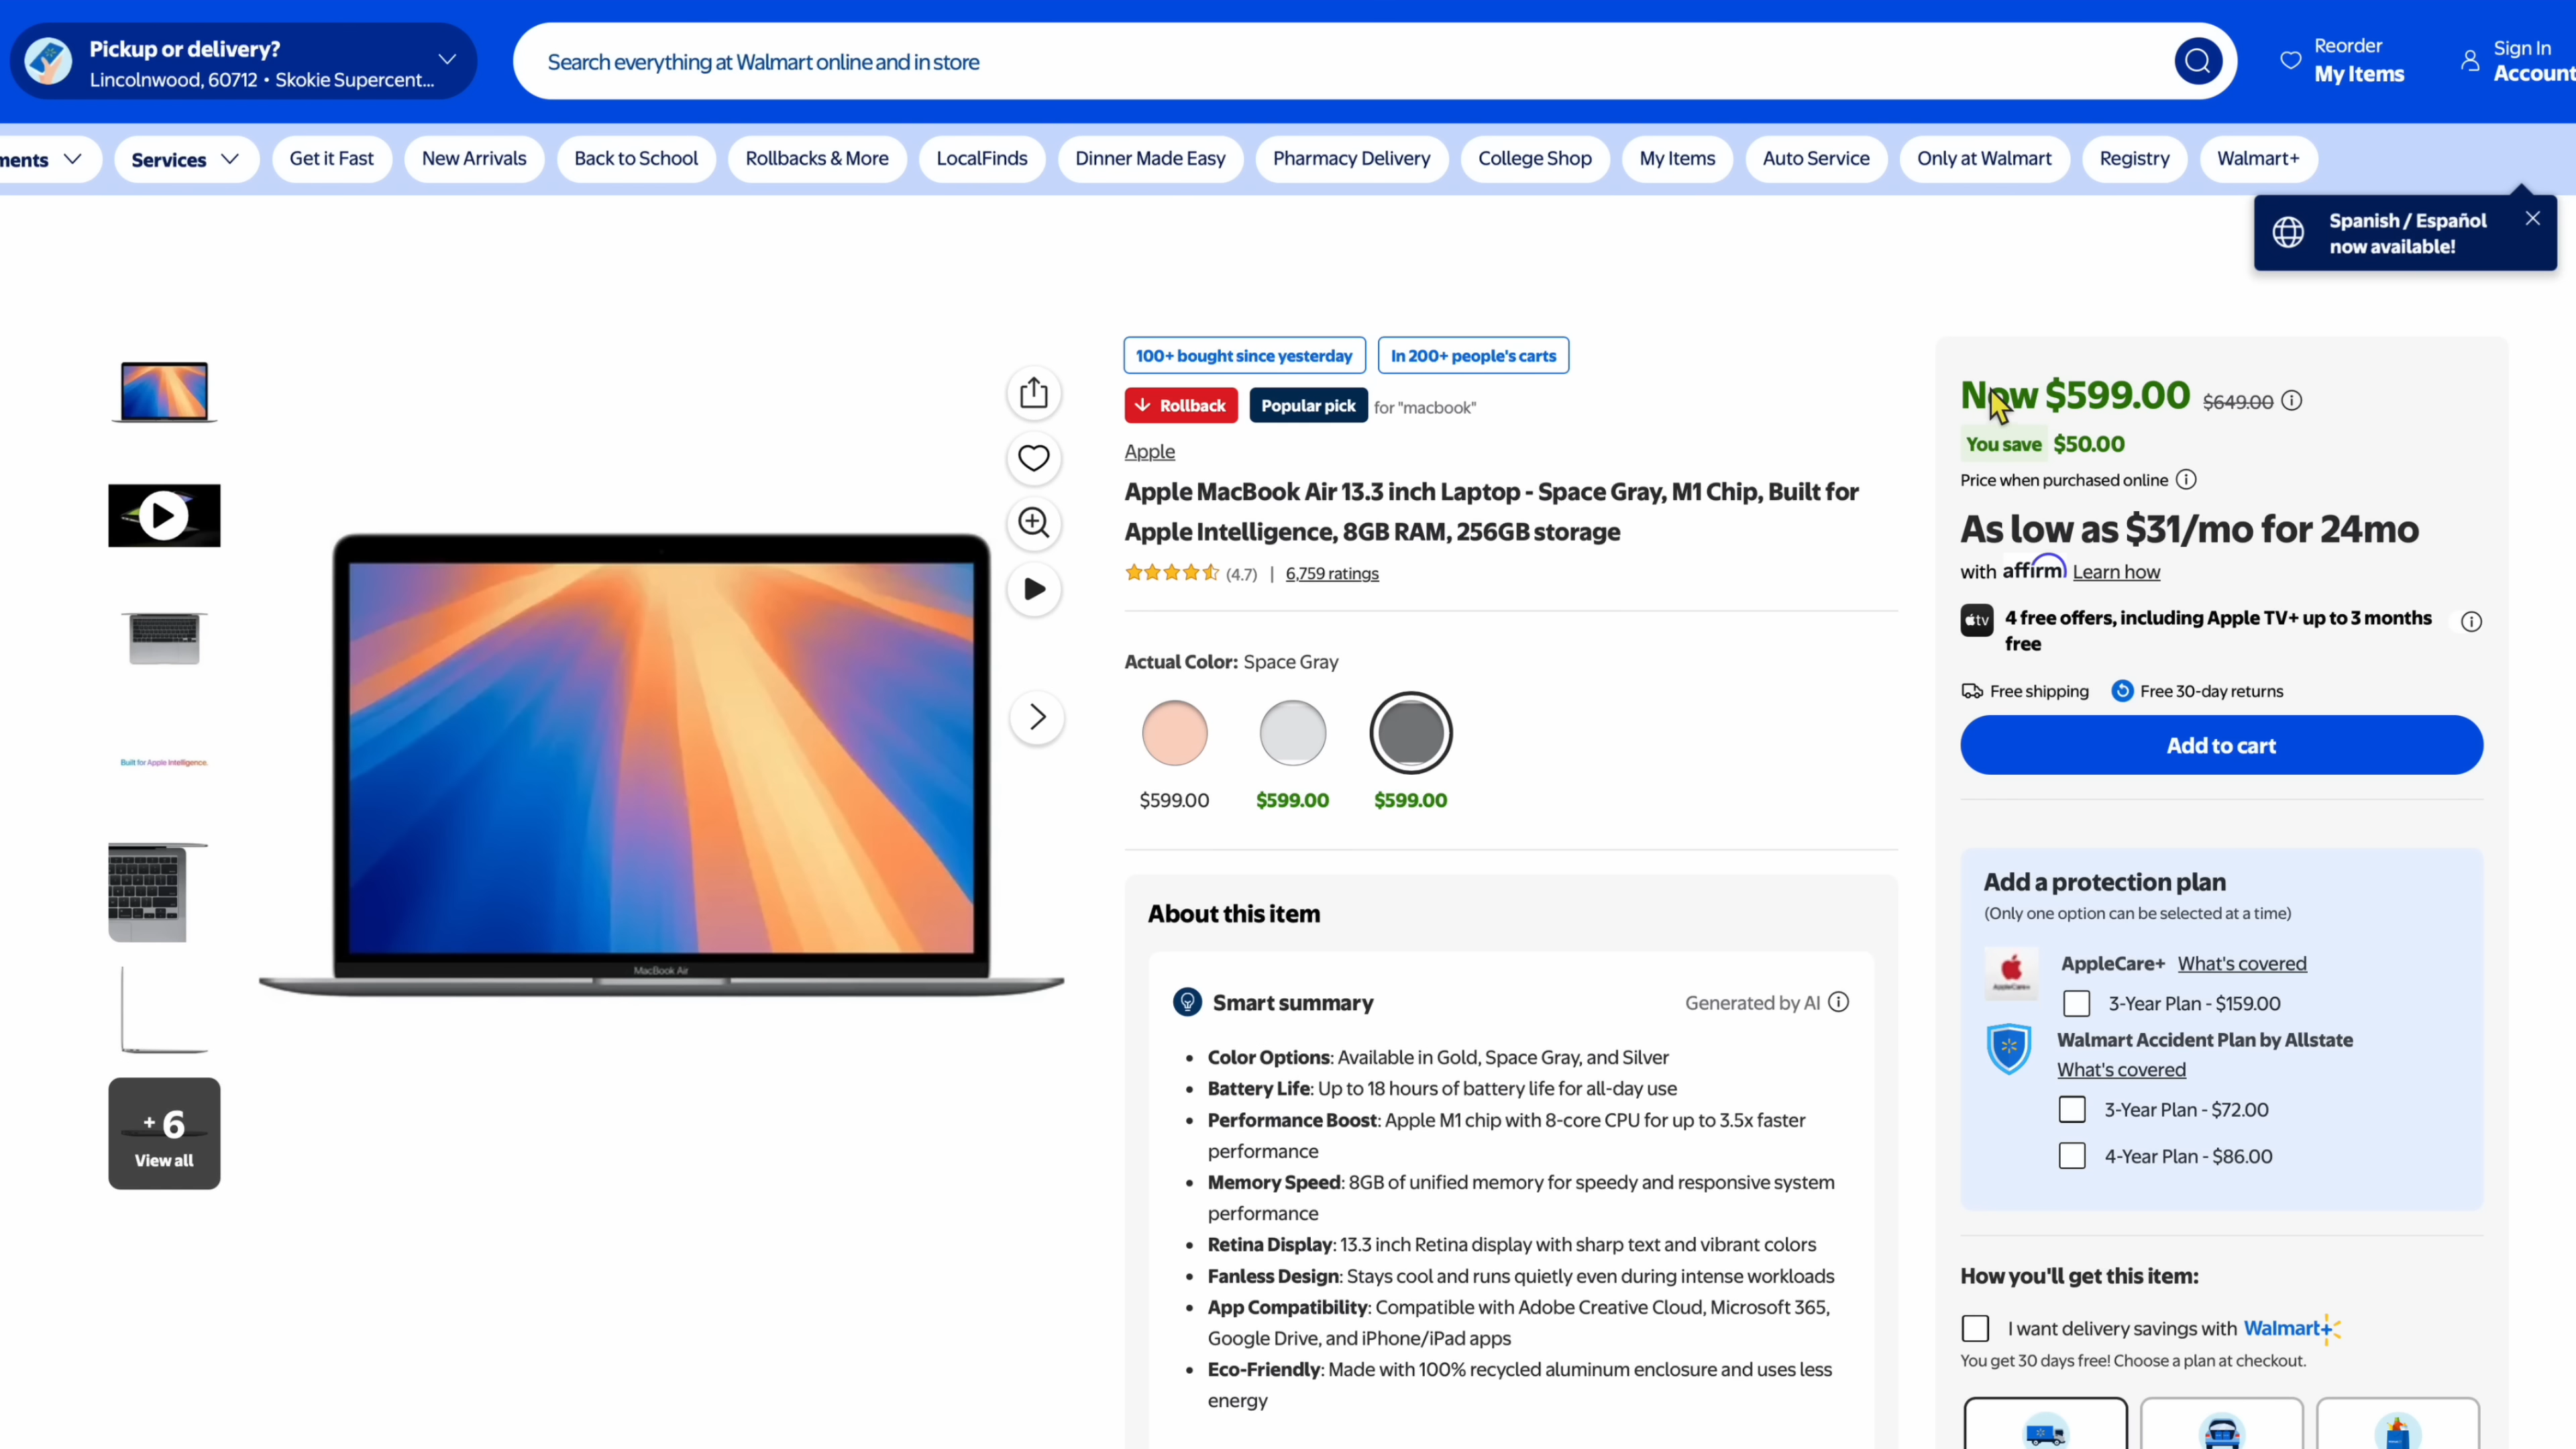 Pickup or delivery?
Lincolnwood, 60712 • Skokie Supercent...
Search everything at Walmart online and in store
Reorder
My Items
Sign In
Account
ments
Services
Get it Fast
New Arrivals
Back to School
Rollbacks & More
LocalFinds
Dinner Made Easy
Pharmacy Delivery
College Shop
My Items
Auto Service
Only at Walmart
Registry
Walmart+
Spanish / Español
now available!
+6
View all
Built for Apple Intelligence.
MacBook Air
100+ bought since yesterday
In 200+ people's carts
Rollback
Popular pick
for "macbook"
Apple
Apple MacBook Air 13.3 inch Laptop - Space Gray, M1 Chip, Built for
Apple Intelligence, 8GB RAM, 256GB storage
(4.7) | 6,759 ratings
Actual Color: Space Gray
$599.00
$599.00
$599.00
About this item
Smart summary
Generated by AI
• Color Options: Available in Gold, Space Gray, and Silver
• Battery Life: Up to 18 hours of battery life for all-day use
• Performance Boost: Apple M1 chip with 8-core CPU for up to 3.5x faster
performance
• Memory Speed: 8GB of unified memory for speedy and responsive system
performance
• Retina Display: 13.3 inch Retina display with sharp text and vibrant colors
• Fanless Design: Stays cool and runs quietly even during intense workloads
• App Compatibility: Compatible with Adobe Creative Cloud, Microsoft 365,
Google Drive, and iPhone/iPad apps
• Eco-Friendly: Made with 100% recycled aluminum enclosure and uses less
energy
Now $599.00 $649.00
You save $50.00
Price when purchased online
As low as $31/mo for 24mo
with affirm Learn how
tv
4 free offers, including Apple TV+ up to 3 months
free
Free shipping
Free 30-day returns
Add to cart
Add a protection plan
(Only one option can be selected at a time)
AppleCare+
AppleCare+ What's covered
3-Year Plan - $159.00
Walmart Accident Plan by Allstate
What's covered
3-Year Plan - $72.00
4-Year Plan - $86.00
How you'll get this item:
I want delivery savings with Walmart+
You get 30 days free! Choose a plan at checkout.